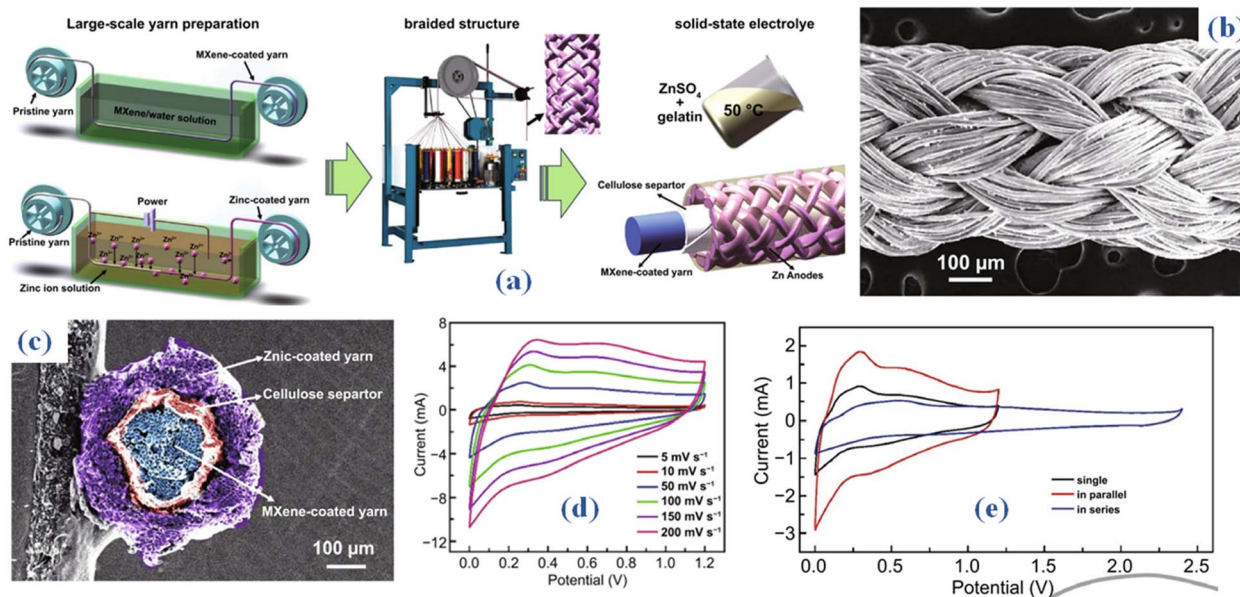 Large-scale yarn preparation
MXene-coated yarn
Pristine yarn
MXene/water solution
Power
Zinc-coated yarn
Pristine yarn
Zn²⁺ Zn²⁺ Zn²⁺ Zn²⁺ Zn²⁺
Zinc ion solution
braided structure
(a)
solid-state electrolye
ZnSO₄
+
gelatin
50 °C
Cellulose separtor
MXene-coated yarn
Zn Anodes
(b)
100 µm
(c)
Znic-coated yarn
Cellulose separtor
MXene-coated yarn
100 µm
Current (mA)
8
4
0
−4
−8
−12
0.0 0.2 0.4 0.6 0.8 1.0 1.2
Potential (V)
5 mV s⁻¹
10 mV s⁻¹
50 mV s⁻¹
100 mV s⁻¹
150 mV s⁻¹
200 mV s⁻¹
(d)
Current (mA)
2
1
0
−1
−2
−3
0.0 0.5 1.0 1.5 2.0 2.5
Potential (V)
single
in parallel
in series
(e)